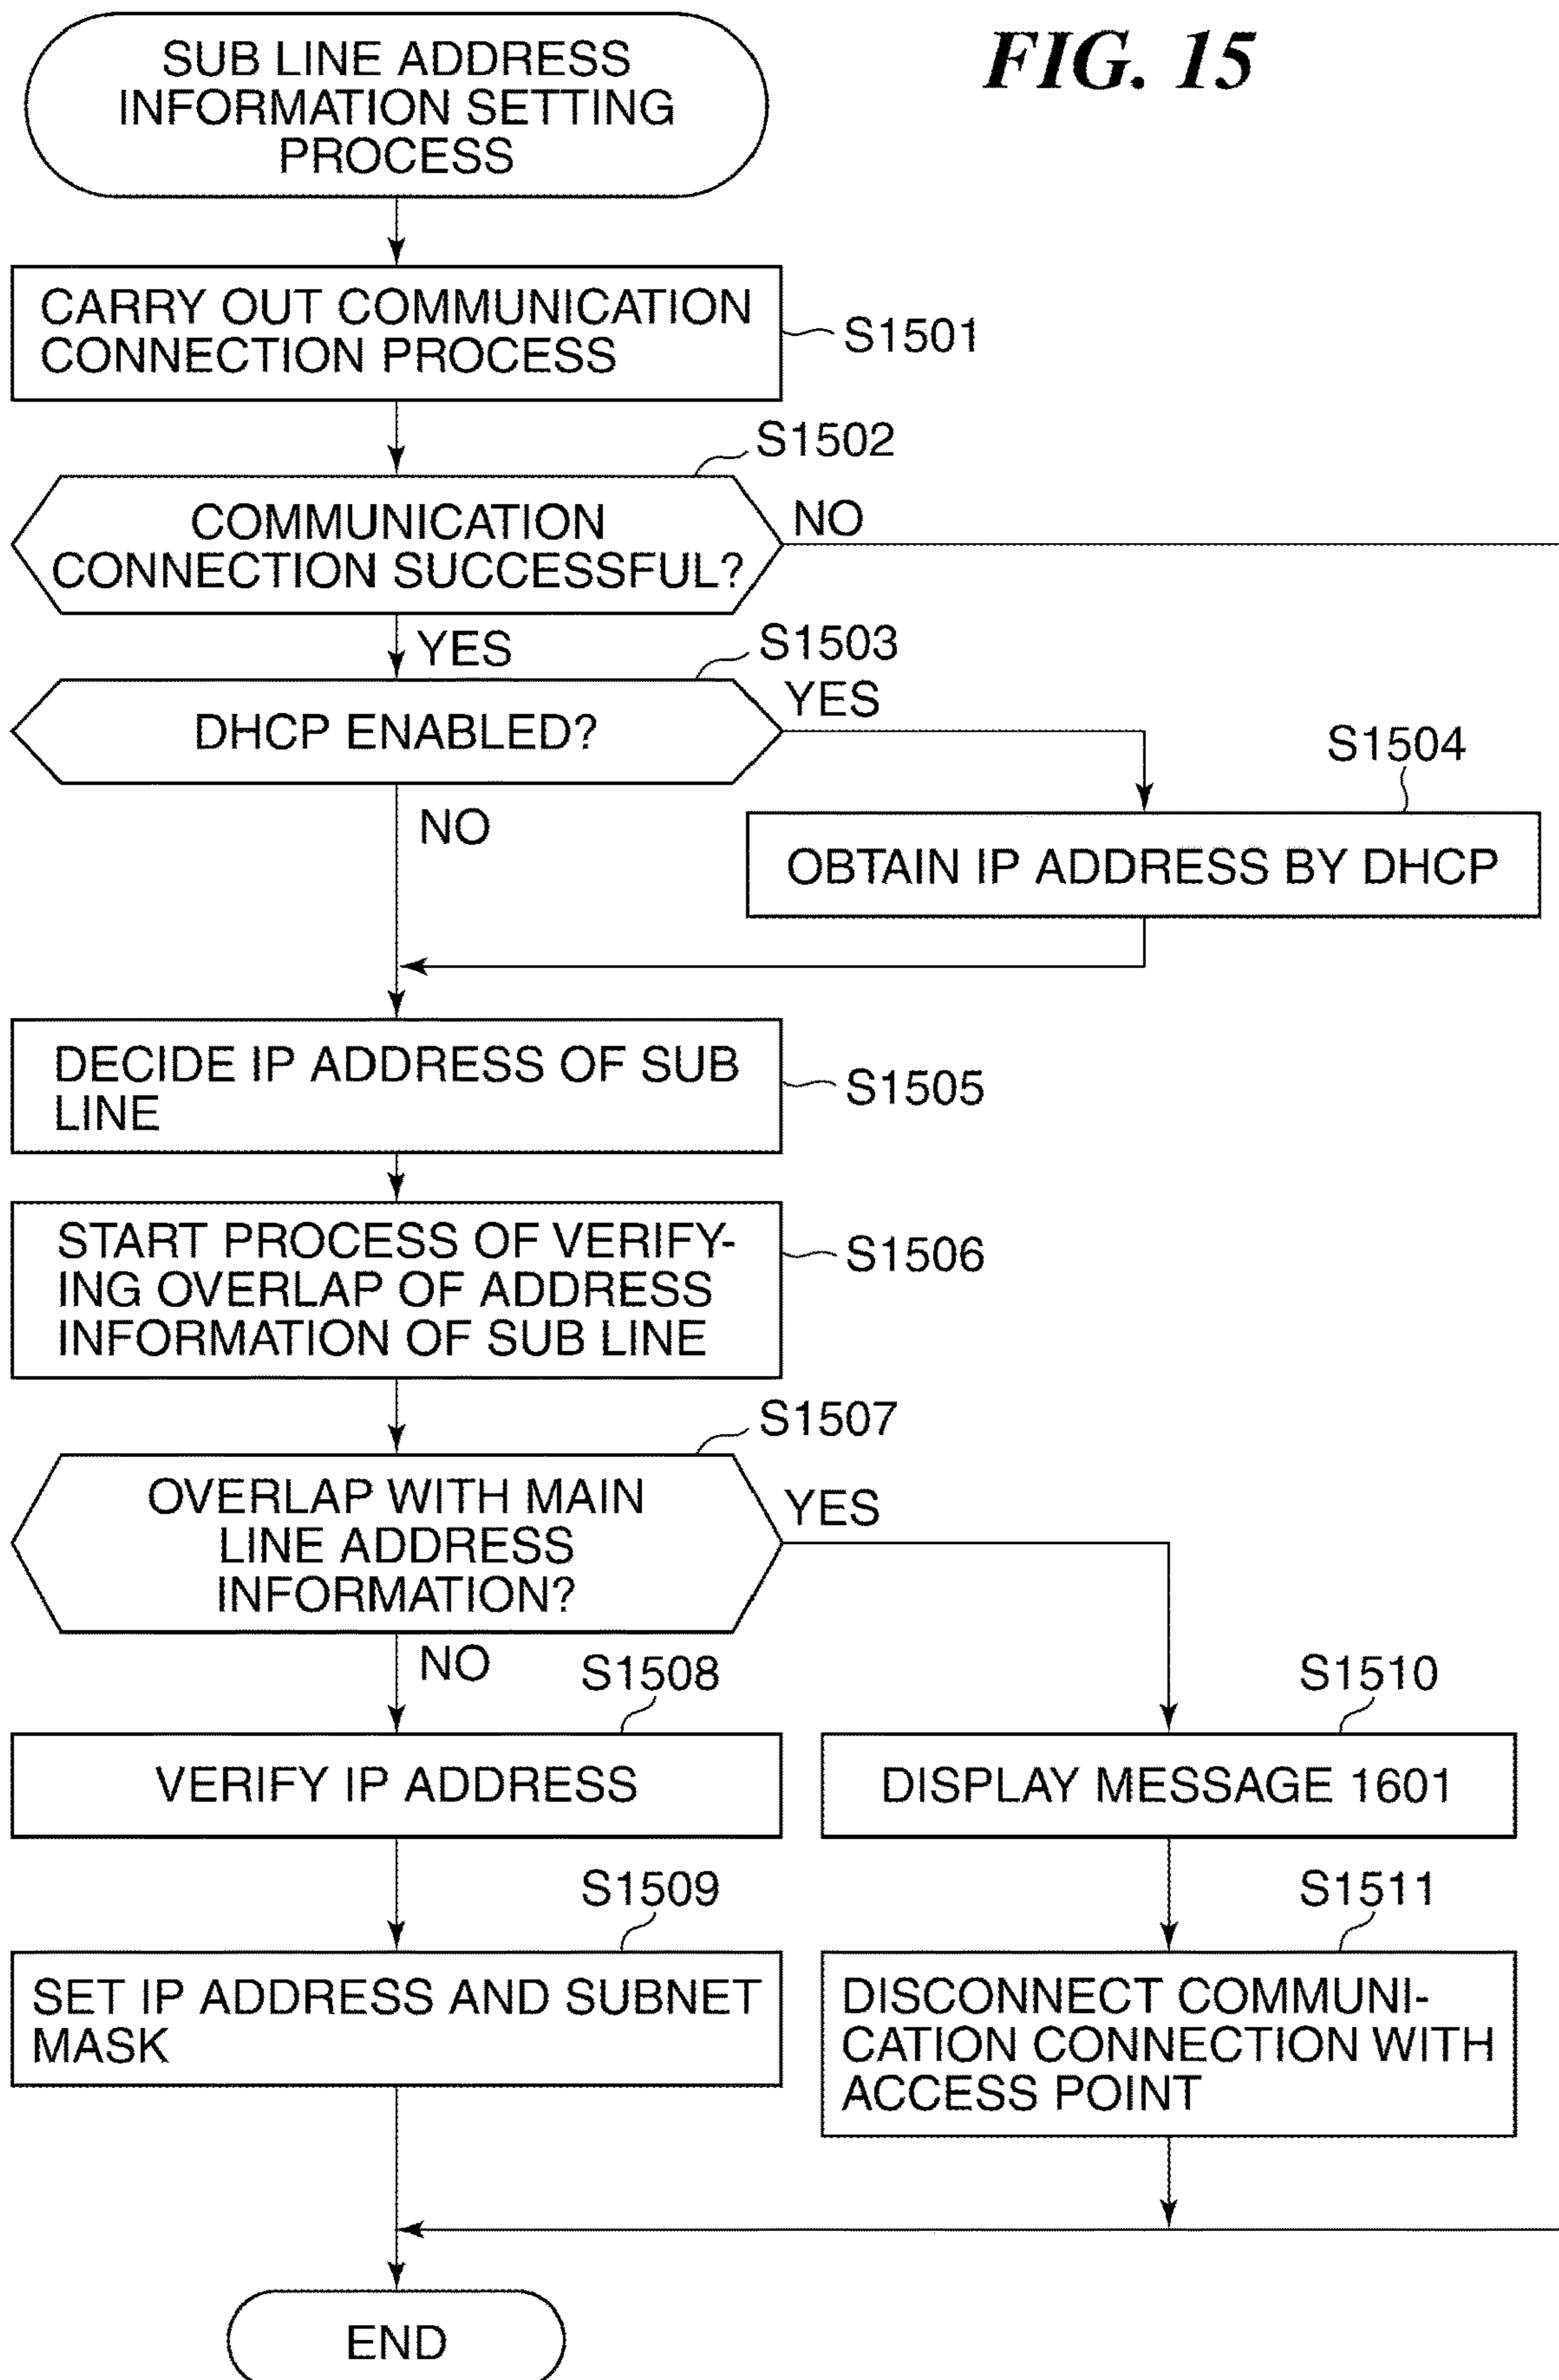 FIG. 15
SUB LINE ADDRESS
INFORMATION SETTING
PROCESS
CARRY OUT COMMUNICATION
CONNECTION PROCESS
S1501
S1502
COMMUNICATION
CONNECTION SUCCESSFUL?
NO
YES
S1503
DHCP ENABLED?
YES
NO
S1504
OBTAIN IP ADDRESS BY DHCP
DECIDE IP ADDRESS OF SUB
LINE
S1505
START PROCESS OF VERIFY-
ING OVERLAP OF ADDRESS
INFORMATION OF SUB LINE
S1506
S1507
OVERLAP WITH MAIN
LINE ADDRESS
INFORMATION?
YES
NO
S1508
VERIFY IP ADDRESS
S1510
DISPLAY MESSAGE 1601
S1509
SET IP ADDRESS AND SUBNET
MASK
S1511
DISCONNECT COMMUNI-
CATION CONNECTION WITH
ACCESS POINT
END